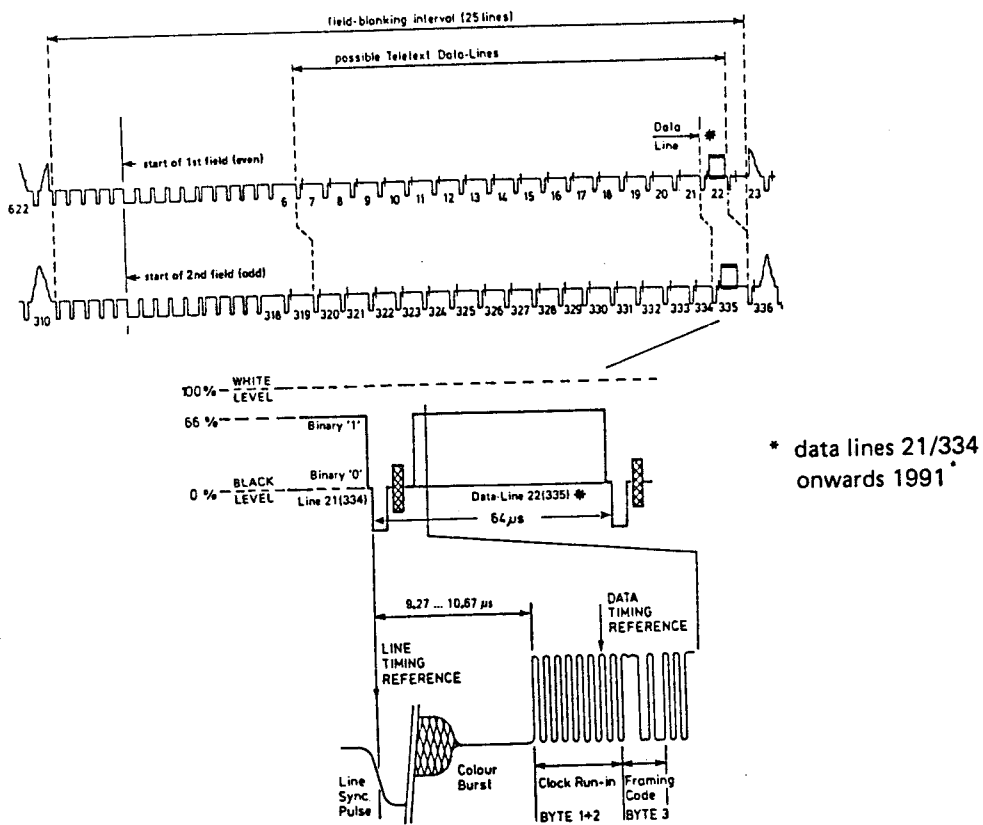 field-blanking interval (25 lines)
possible Teletext Data-Lines
Data
Line
*
start of 1st field (even)
622 6 7 8 9 10 11 12 13 14 15 16 17 18 19 20 21 22 23
start of 2nd field (odd)
310 318 319 320 321 322 323 324 325 326 327 328 329 330 331 332 333 334 335 336
100% WHITE
LEVEL
66 %
Binary '1'
Binary '0'
0 % BLACK
LEVEL
Line 21(334)
Data-Line 22(335) *
64µs
* data lines 21/334
onwards 1991
9,27 ... 10,67 µs
DATA
TIMING
REFERENCE
LINE
TIMING
REFERENCE
Line
Sync.
Pulse
Colour
Burst
Clock Run-in
BYTE 1+2
Framing
Code
BYTE 3